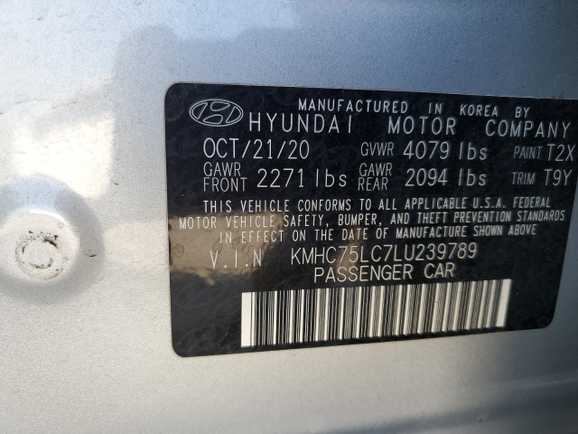 MANUFACTURED IN KOREA BY
HYUNDAI MOTOR COMPANY
OCT/21/20 GVWR 4079 lbs PAINT T2X
GAWR FRONT 2271 lbs GAWR REAR 2094 lbs TRIM T9Y
THIS VEHICLE CONFORMS TO ALL APPLICABLE U.S.A. FEDERAL
MOTOR VEHICLE SAFETY, BUMPER, AND THEFT PREVENTION STANDARDS
IN EFFECT ON THE DATE OF MANUFACTURE SHOWN ABOVE.
V.I.N KMHC75LC7LU239789
PASSENGER CAR